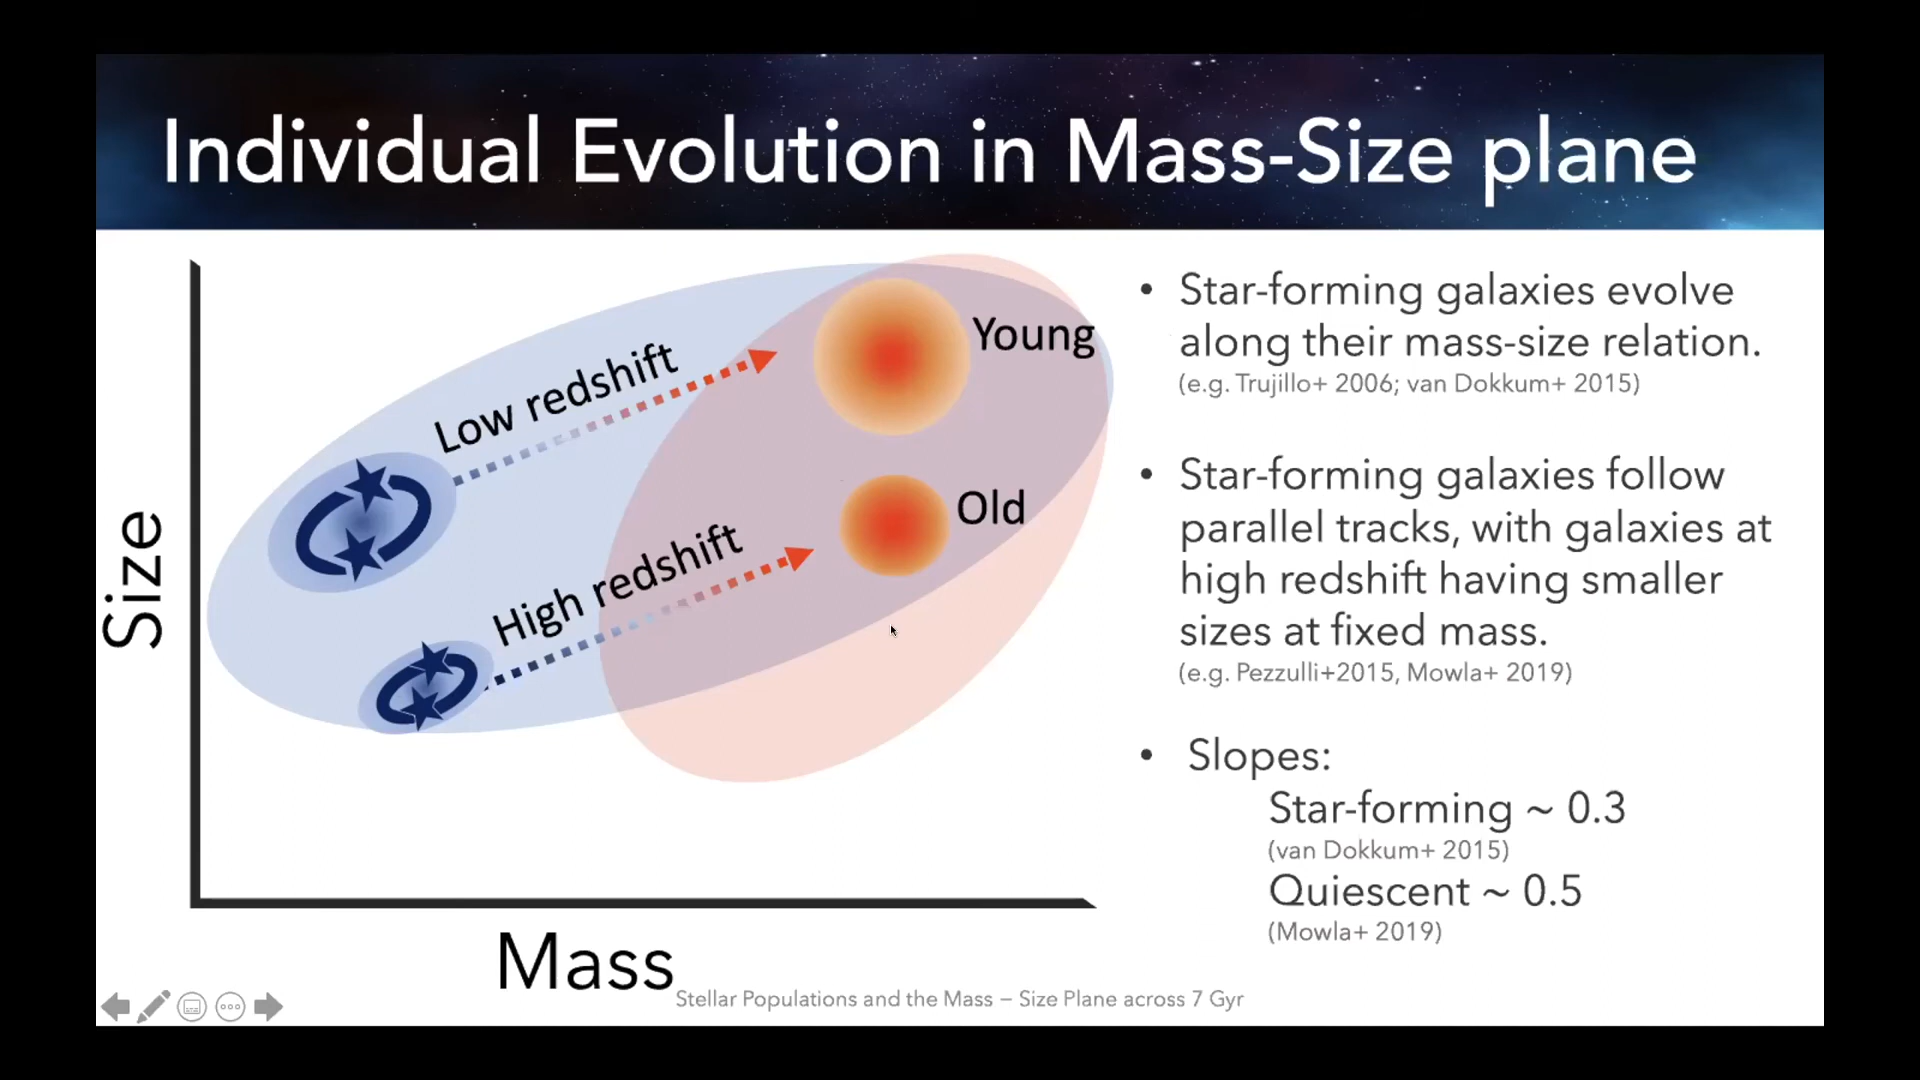 Individual Evolution in Mass-Size plane
Size
Low redshift
Young
High redshift
Old
Mass
• Star-forming galaxies evolve
along their mass-size relation.
(e.g. Trujillo+ 2006; van Dokkum+ 2015)
• Star-forming galaxies follow
parallel tracks, with galaxies at
high redshift having smaller
sizes at fixed mass.
(e.g. Pezzulli+2015, Mowla+ 2019)
• Slopes:
Star-forming ~ 0.3
(van Dokkum+ 2015)
Quiescent ~ 0.5
(Mowla+ 2019)
Stellar Populations and the Mass – Size Plane across 7 Gyr